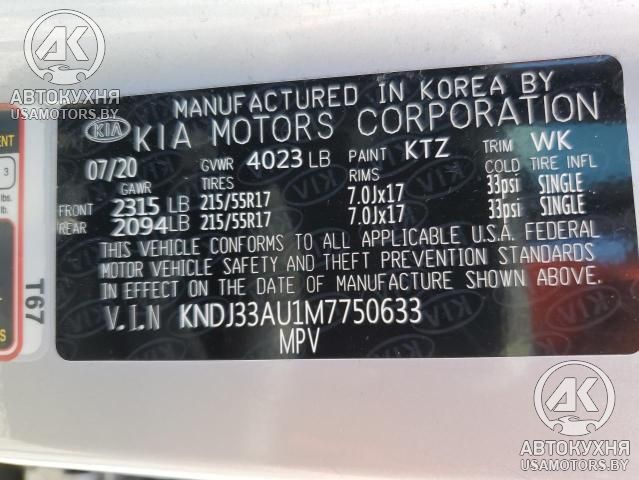 AK
АВТОКУХНЯ
USAMOTORS.BY
MANUFACTURED IN KOREA BY
KIA KIA MOTORS CORPORATION
07/20 GVWR 4023 LB PAINT KTZ TRIM WK
GAWR TIRES RIMS COLD TIRE INFL
FRONT 2315 LB 215/55R17 7.0Jx17 33psi SINGLE
REAR 2094LB 215/55R17 7.0Jx17 33psi SINGLE
THIS VEHICLE CONFORMS TO ALL APPLICABLE U.S.A. FEDERAL
MOTOR VEHICLE SAFETY AND THEFT PREVENTION STANDARDS
IN EFFECT ON THE DATE OF MANUFACTURE SHOWN ABOVE.
V.I.N KNDJ33AU1M7750633
MPV
T67
3
AK
АВТОКУХНЯ
USAMOTORS.BY